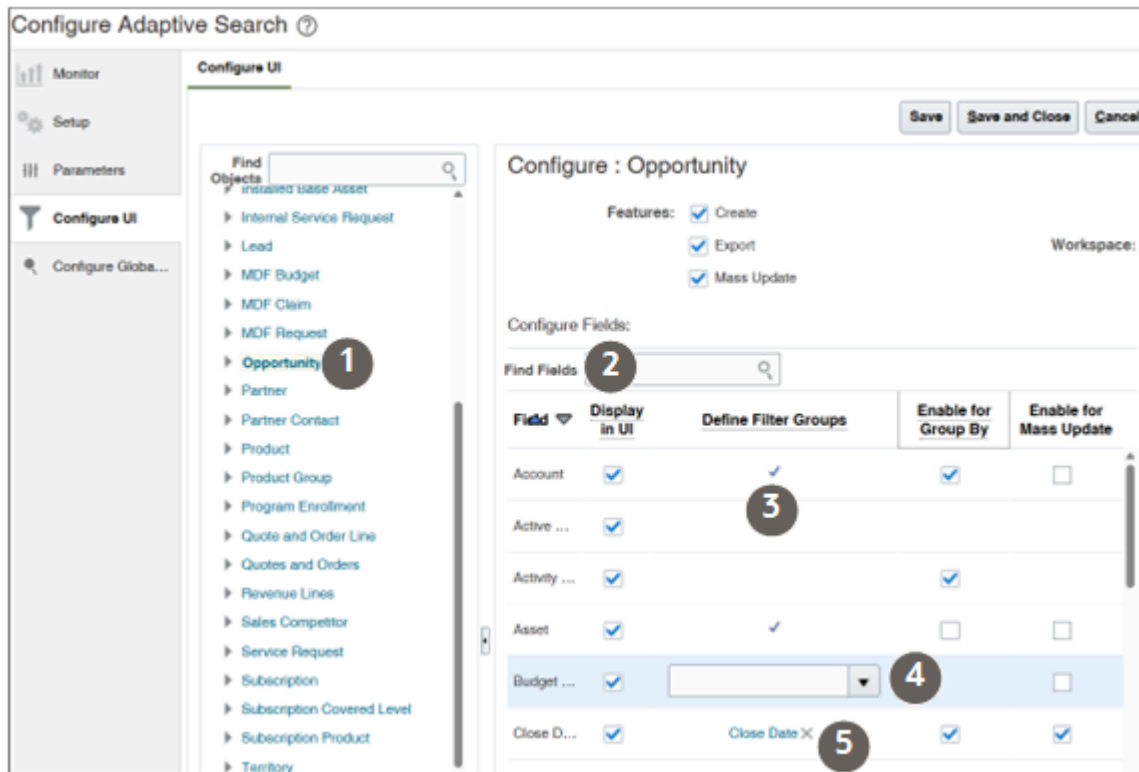 Configure Adaptive Search ?
Monitor
Setup
Parameters
Configure UI
Configure Globa...
Configure UI
Save
Save and Close
Cancel
Find
Objects
Installed Base Asset
Internal Service Request
Lead
MDF Budget
MDF Claim
MDF Request
Opportunity
1
Partner
Partner Contact
Product
Product Group
Program Enrollment
Quote and Order Line
Quotes and Orders
Revenue Lines
Sales Competitor
Service Request
Subscription
Subscription Covered Level
Subscription Product
Territory
Configure : Opportunity
Features:
Create
Export
Mass Update
Workspace:
Configure Fields:
Find Fields
2
Field
Display
in UI
Define Filter Groups
Enable for
Group By
Enable for
Mass Update
Account
3
Active ...
Activity ...
Asset
Budget ...
4
Close D...
Close Date
5